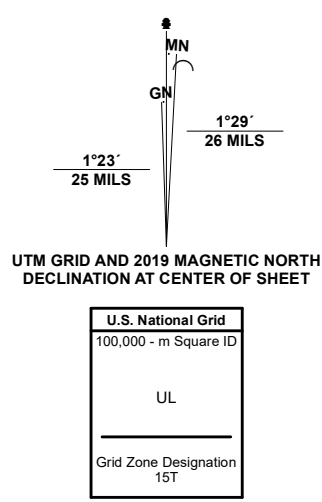 MN
GN
1°29´
26 MILS
1°23´
25 MILS
UTM GRID AND 2019 MAGNETIC NORTH
DECLINATION AT CENTER OF SHEET
U.S. National Grid
100,000 - m Square ID
UL
Grid Zone Designation
15T